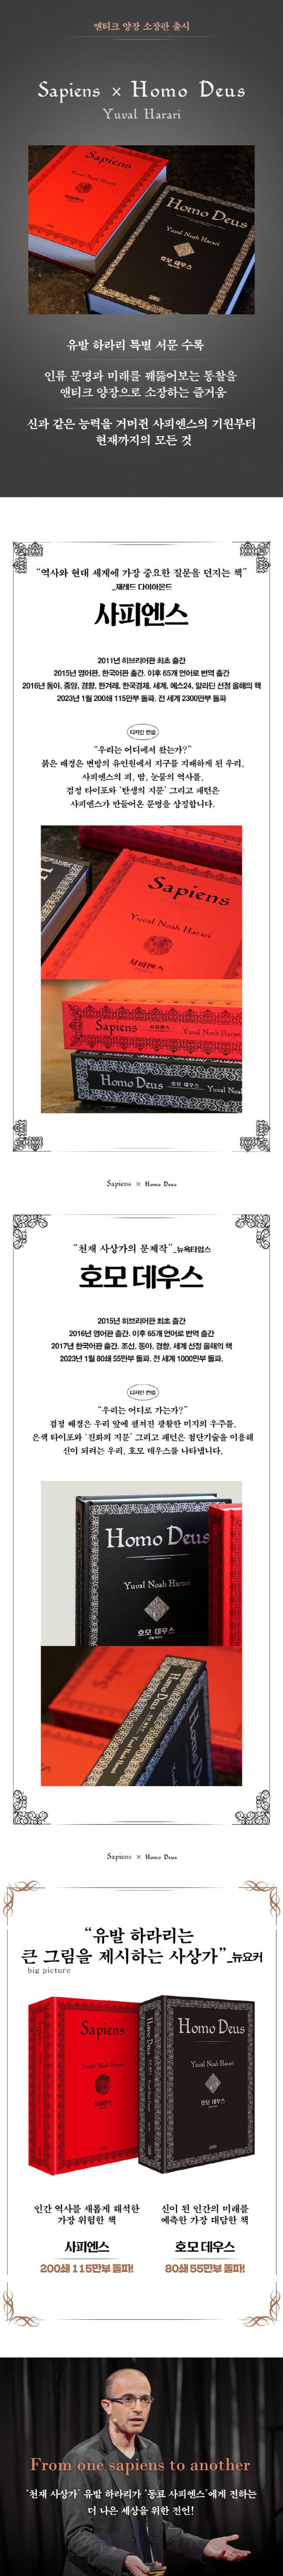 앤티크 양장 소장판 출시
Sapiens × Homo Deus
Yuval Harari
Sapiens
Yuval Noah Harari
사피엔스
Homo Deus
Yuval Noah Harari
호모 데우스
유발 하라리 특별 서문 수록
인류 문명과 미래를 꿰뚫어보는 통찰을
앤티크 양장으로 소장하는 즐거움
신과 같은 능력을 거머쥔 사피엔스의 기원부터
현재까지의 모든 것
“역사와 현대 세계에 가장 중요한 질문을 던지는 책”
_재레드 다이아몬드
사피엔스
2011년 히브리어판 최초 출간
2015년 영어판, 한국어판 출간. 이후 65개 언어로 번역 출간
2016년 동아, 중앙, 경향, 한겨레, 한국경제, 세계, 예스24, 알라딘 선정 올해의 책
2023년 1월 200쇄 115만부 돌파. 전 세계 2300만부 돌파
디자인 컨셉
“우리는 어디에서 왔는가?”
붉은 배경은 변방의 유인원에서 지구를 지배하게 된 우리,
사피엔스의 피, 땀, 눈물의 역사를,
검정 타이포와 ‘탄생의 지문’ 그리고 패턴은
사피엔스가 만들어온 문명을 상징합니다.
Sapiens
Yuval Noah Harari
사피엔스
Sapiens 사피엔스 Yuval Noah Harari
Homo Deus 호모 데우스 Yuval Noah
Sapiens × Homo Deus
“천재 사상가의 문제작”_뉴욕타임스
호모 데우스
2015년 히브리어판 최초 출간
2016년 영어판 출간. 이후 65개 언어로 번역 출간
2017년 한국어판 출간. 조선, 동아, 경향, 세계 선정 올해의 책
2023년 1월 80쇄 55만부 돌파. 전 세계 1000만부 돌파.
디자인 컨셉
“우리는 어디로 가는가?”
검정 배경은 우리 앞에 펼쳐진 광활한 미지의 우주를,
은색 타이포와 ‘진화의 지문’ 그리고 패턴은 첨단기술을 이용해
신이 되려는 우리, 호모 데우스를 나타냅니다.
Homo Deus
Yuval Noah Harari
호모 데우스
Homo Deus 호모 데우스 Yuval Noah Harari
Sapiens × Homo Deus
“유발 하라리는
큰 그림을 제시하는 사상가”_뉴요커
big picture
Sapiens
Yuval Noah Harari
사피엔스
Homo Deus
Yuval Noah Harari
호모 데우스
인간 역사를 새롭게 해석한
가장 위험한 책
사피엔스
200쇄 115만부 돌파!
신이 된 인간의 미래를
예측한 가장 대담한 책
호모 데우스
80쇄 55만부 돌파!
From one sapiens to another
‘천재 사상가’ 유발 하라리가 ‘동료 사피엔스’에게 전하는
더 나은 세상을 위한 전언!